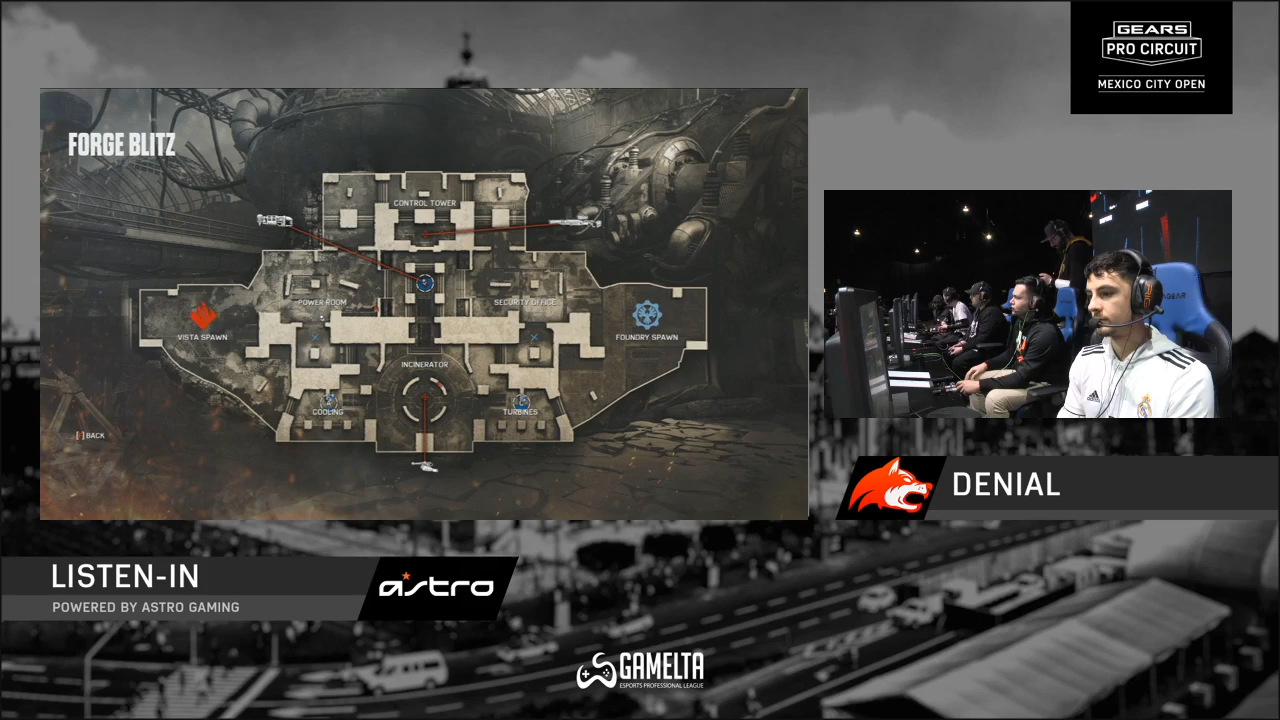 GEARS
PRO CIRCUIT
MEXICO CITY OPEN
FORGE BLITZ
CONTROL TOWER
POWER ROOM
SECURITY OFFICE
VISTA SPAWN
FOUNDRY SPAWN
INCINERATOR
COOLING
TURBINES
BACK
DENIAL
LISTEN-IN
astro
POWERED BY ASTRO GAMING
GAMELTA
ESPORTS PROFESSIONAL LEAGUE